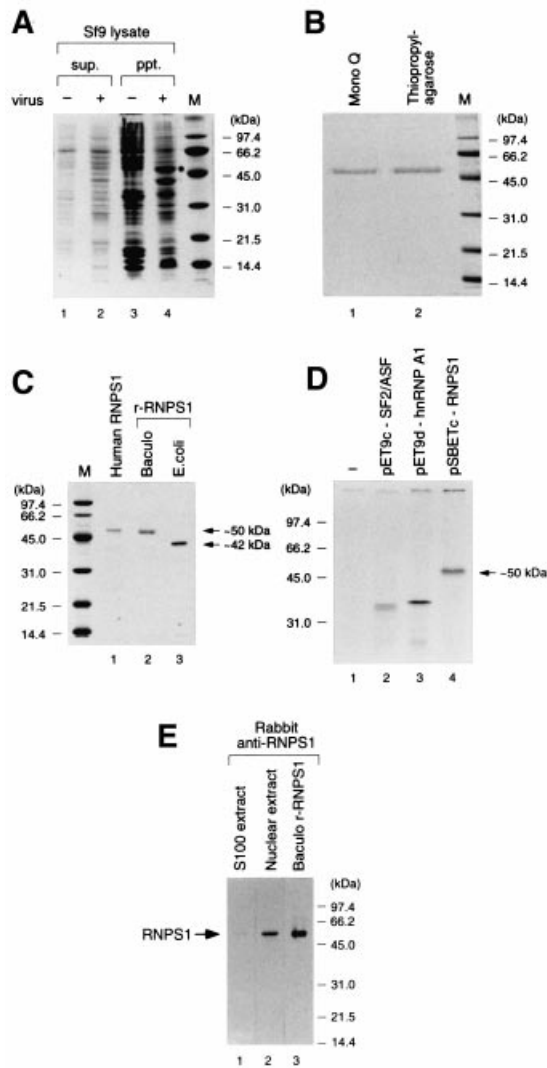 A
Sf9 lysate
sup. ppt.
virus − + − + M
(kDa)
97.4
66.2
45.0
31.0
21.5
14.4
1 2 3 4
B
Mono Q
Thiopropyl-
agarose
M
(kDa)
97.4
66.2
45.0
31.0
21.5
14.4
1 2
C
Human RNPS1
r-RNPS1
Baculo
E.coli
M
(kDa)
97.4
66.2
45.0
31.0
21.5
14.4
~50 kDa
~42 kDa
1 2 3
D
−
pET9c - SF2/ASF
pET9d - hnRNP A1
pSBETc - RNPS1
(kDa)
97.4
66.2
45.0
31.0
~50 kDa
1 2 3 4
E
Rabbit
anti-RNPS1
S100 extract
Nuclear extract
Baculo r-RNPS1
(kDa)
97.4
66.2
45.0
31.0
21.5
14.4
RNPS1
1 2 3